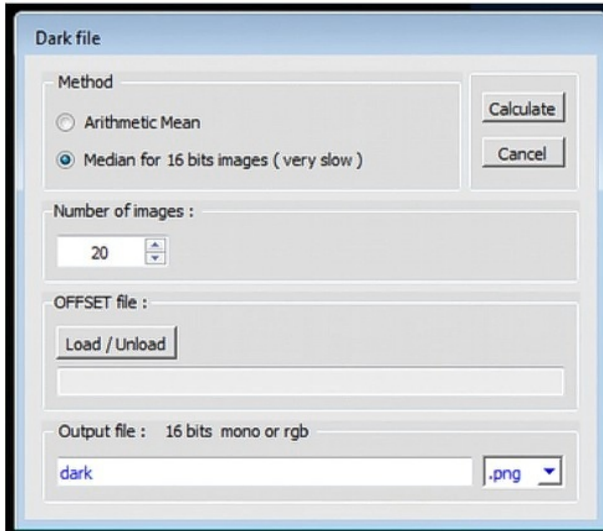 Dark file
Method
Arithmetic Mean
Median for 16 bits images ( very slow )
Calculate
Cancel
Number of images :
20
OFFSET file :
Load / Unload
Output file : 16 bits mono or rgb
dark
.png